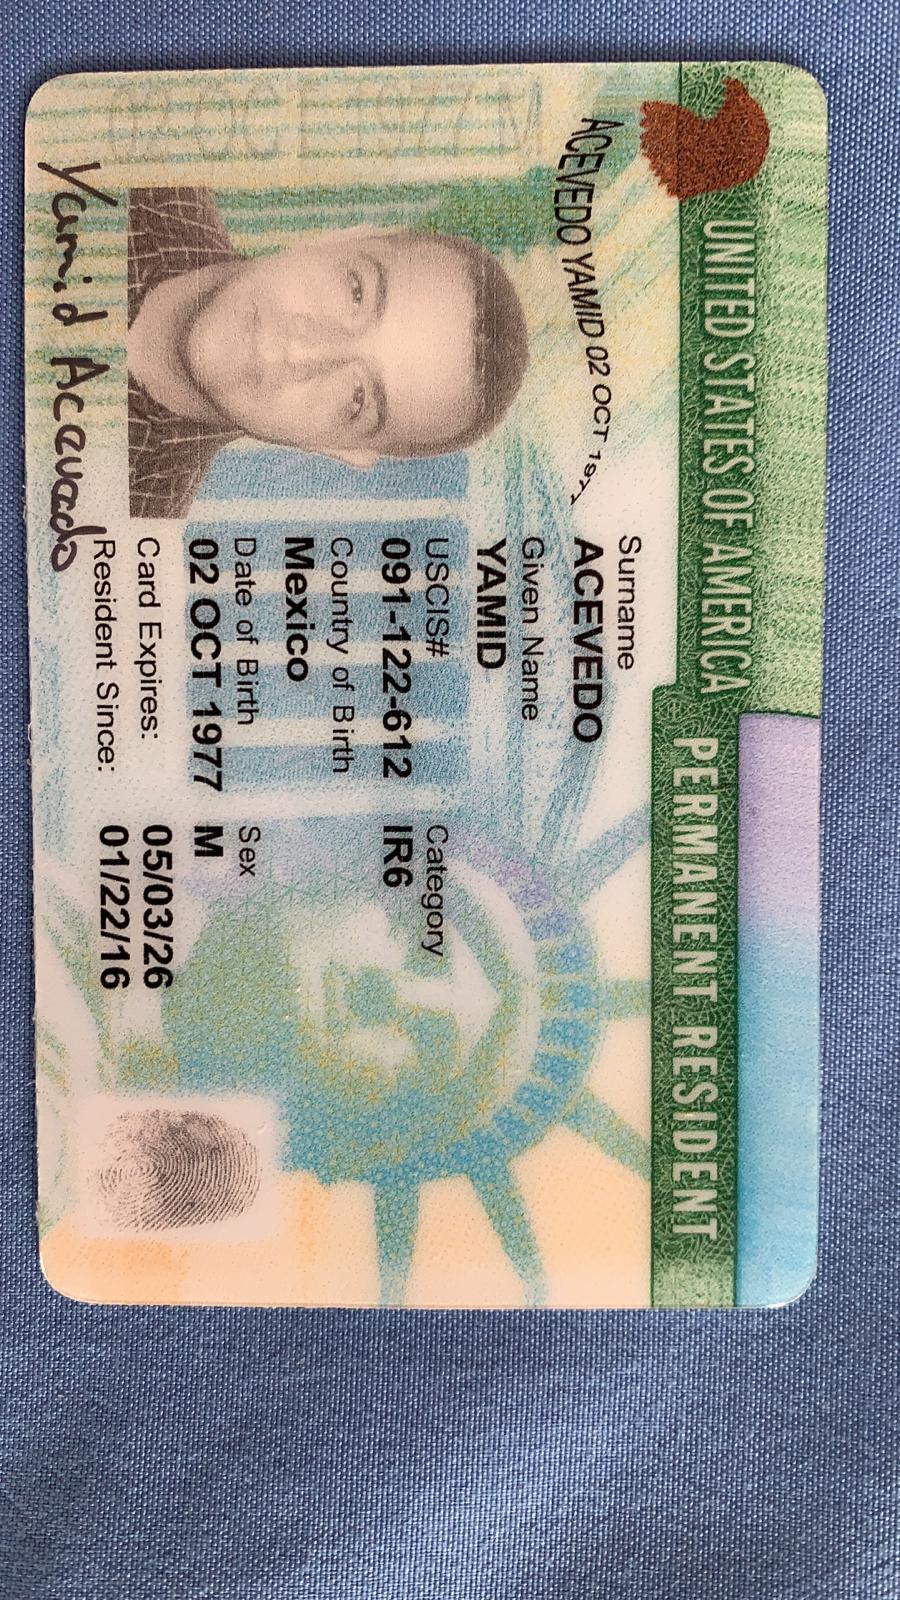 UNITED STATES OF AMERICA
PERMANENT RESIDENT
ACEVEDO YAMID 02 OCT
Surname
ACEVEDO
Given Name
YAMID
USCIS# Category
091-122-612 IR6
Country of Birth
Mexico
Date of Birth Sex
02 OCT 1977 M
Card Expires: 05/03/26
Resident Since: 01/22/16
Yamid Acevedo